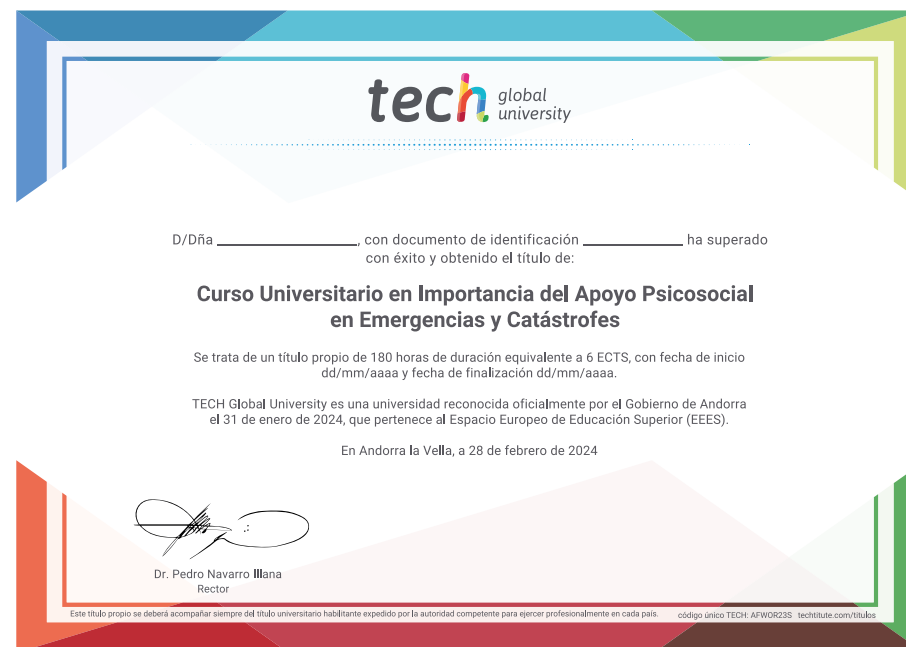 tech global university
D/Dña ____________, con documento de identificación ____________ ha superado
con éxito y obtenido el título de:
Curso Universitario en Importancia del Apoyo Psicosocial
en Emergencias y Catástrofes
Se trata de un título propio de 180 horas de duración equivalente a 6 ECTS, con fecha de inicio
dd/mm/aaaa y fecha de finalización dd/mm/aaaa.
TECH Global University es una universidad reconocida oficialmente por el Gobierno de Andorra
el 31 de enero de 2024, que pertenece al Espacio Europeo de Educación Superior (EEES).
En Andorra la Vella, a 28 de febrero de 2024
Dr. Pedro Navarro Illana
Rector
Este título propio se deberá acompañar siempre del título universitario habilitante expedido por la autoridad competente para ejercer profesionalmente en cada país. código único TECH: AFWOR23S techtitute.com/titulos